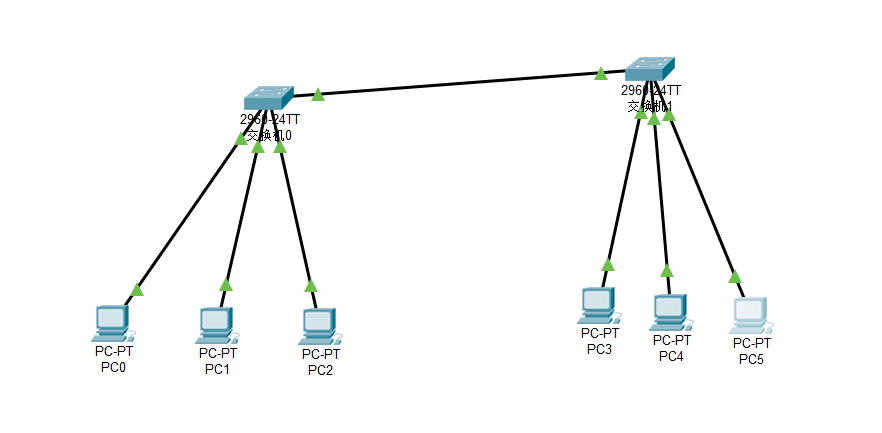 2960-24TT
交换机0
2960-24TT
交换机1
PC-PT
PC0
PC-PT
PC1
PC-PT
PC2
PC-PT
PC3
PC-PT
PC4
PC-PT
PC5